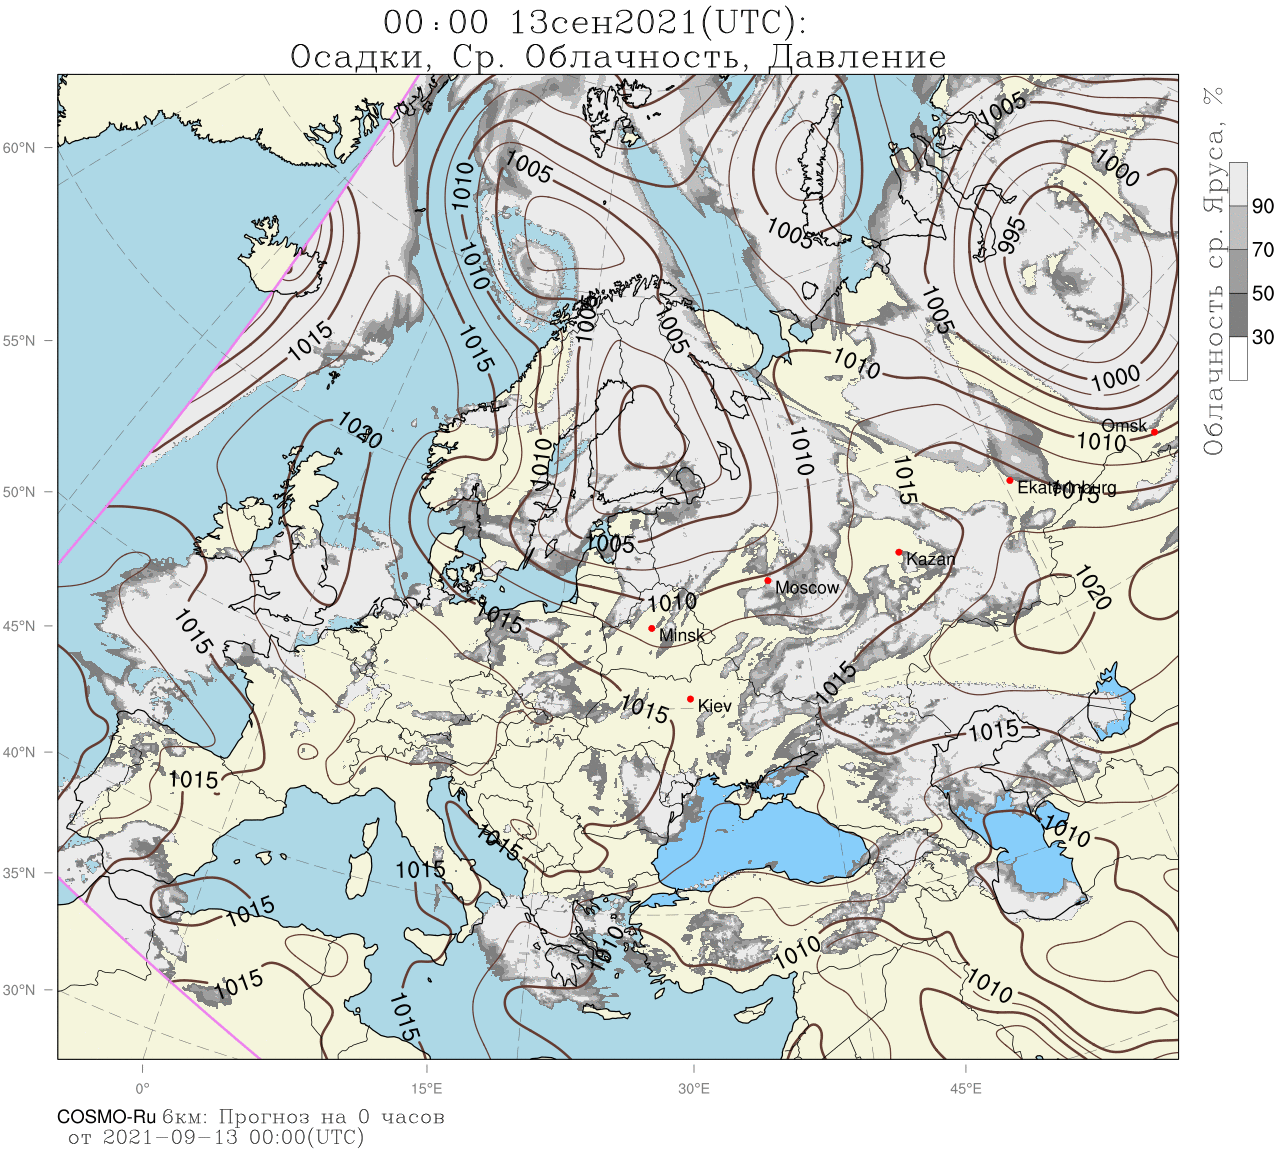 00:00 13сен2021(UTC):
Осадки, Ср. Облачность, Давление
Облачность ср. Яруса, %
90
70
50
30
60°N
55°N
50°N
45°N
40°N
35°N
30°N
0°
15°E
30°E
45°E
1005
1000
1005
1010
1005
995
1010
1005
1015
1015
1005
1005
1010
1000
1020
Omsk
1010
1010
1010
1015
Ekaterinburg
1015
1005
Kazan
Moscow
1020
1010
1015
1015
Minsk
1015
1015
Kiev
1015
1015
1015
1010
1015
1015
1010
1010
1015
1010
1015
COSMO-Ru 6км: Прогноз на 0 часов
от 2021-09-13 00:00(UTC)